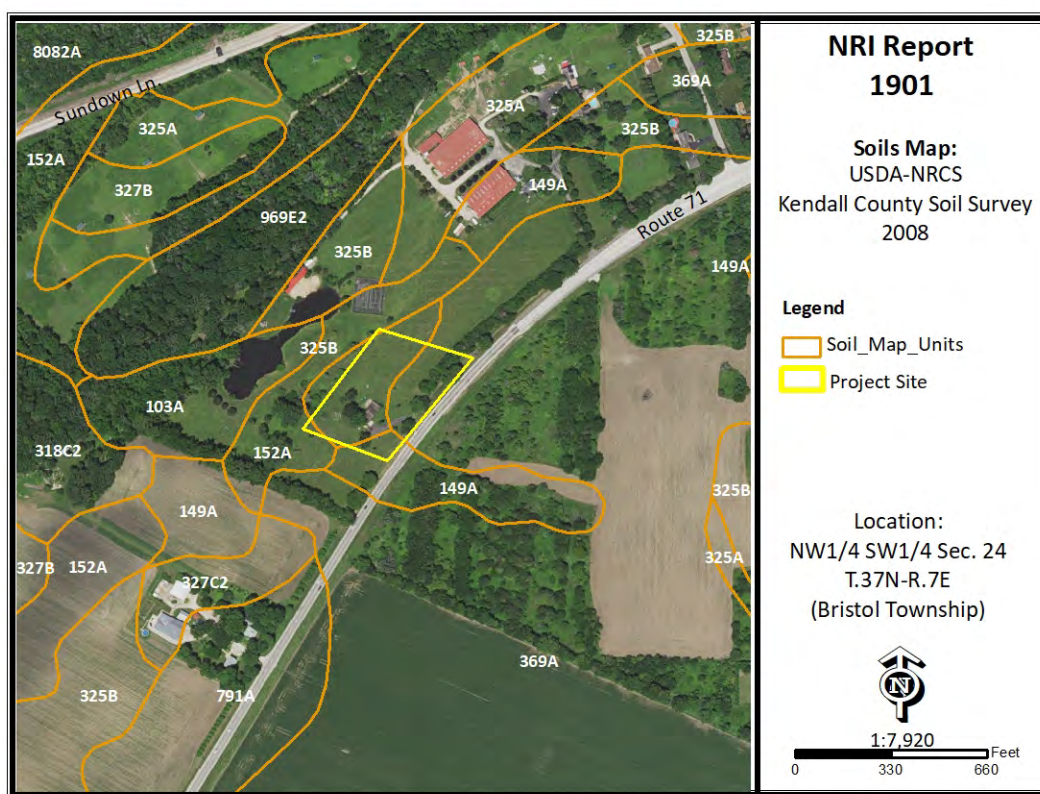 8082A
Sundown Ln
325A
152A
327B
969E2
325B
325A
325B
369A
325B
149A
Route 71
149A
325B
103A
318C2
152A
149A
149A
327B
152A
327C2
325B
791A
369A
325B
325A
NRI Report
1901
Soils Map:
USDA-NRCS
Kendall County Soil Survey
2008
Legend
Soil_Map_Units
Project Site
Location:
NW1/4 SW1/4 Sec. 24
T.37N-R.7E
(Bristol Township)
N
1:7,920
Feet
0 330 660